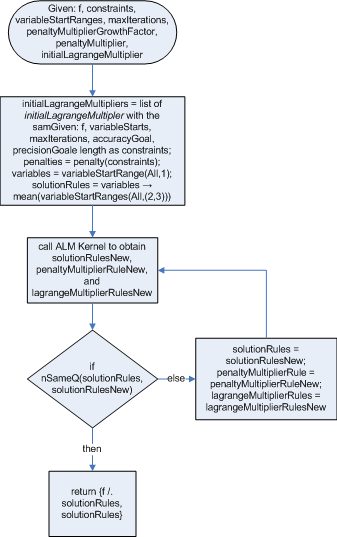 Given: f, constraints,
variableStartRanges, maxIterations,
penaltyMultiplierGrowthFactor,
penaltyMultiplier,
initialLagrangeMultiplier
initialLagrangeMultipliers = list of
initialLagrangeMultipler with the
samGiven: f, variableStarts,
maxIterations, accuracyGoal,
precisionGoale length as constraints;
penalties = penalty(constraints);
variables = variableStartRange(All,1);
solutionRules = variables →
mean(variableStartRanges(All,(2,3)))
call ALM Kernel to obtain
solutionRulesNew,
penaltyMultiplierRuleNew,
and
lagrangeMultiplierRulesNew
if
nSameQ(solutionRules,
solutionRulesNew)
else
solutionRules =
solutionRulesNew;
penaltyMultiplierRule =
penaltyMultiplierRuleNew;
lagrangeMultiplierRules =
lagrangeMultiplierRulesNew
then
return {f /.
solutionRules,
solutionRules}